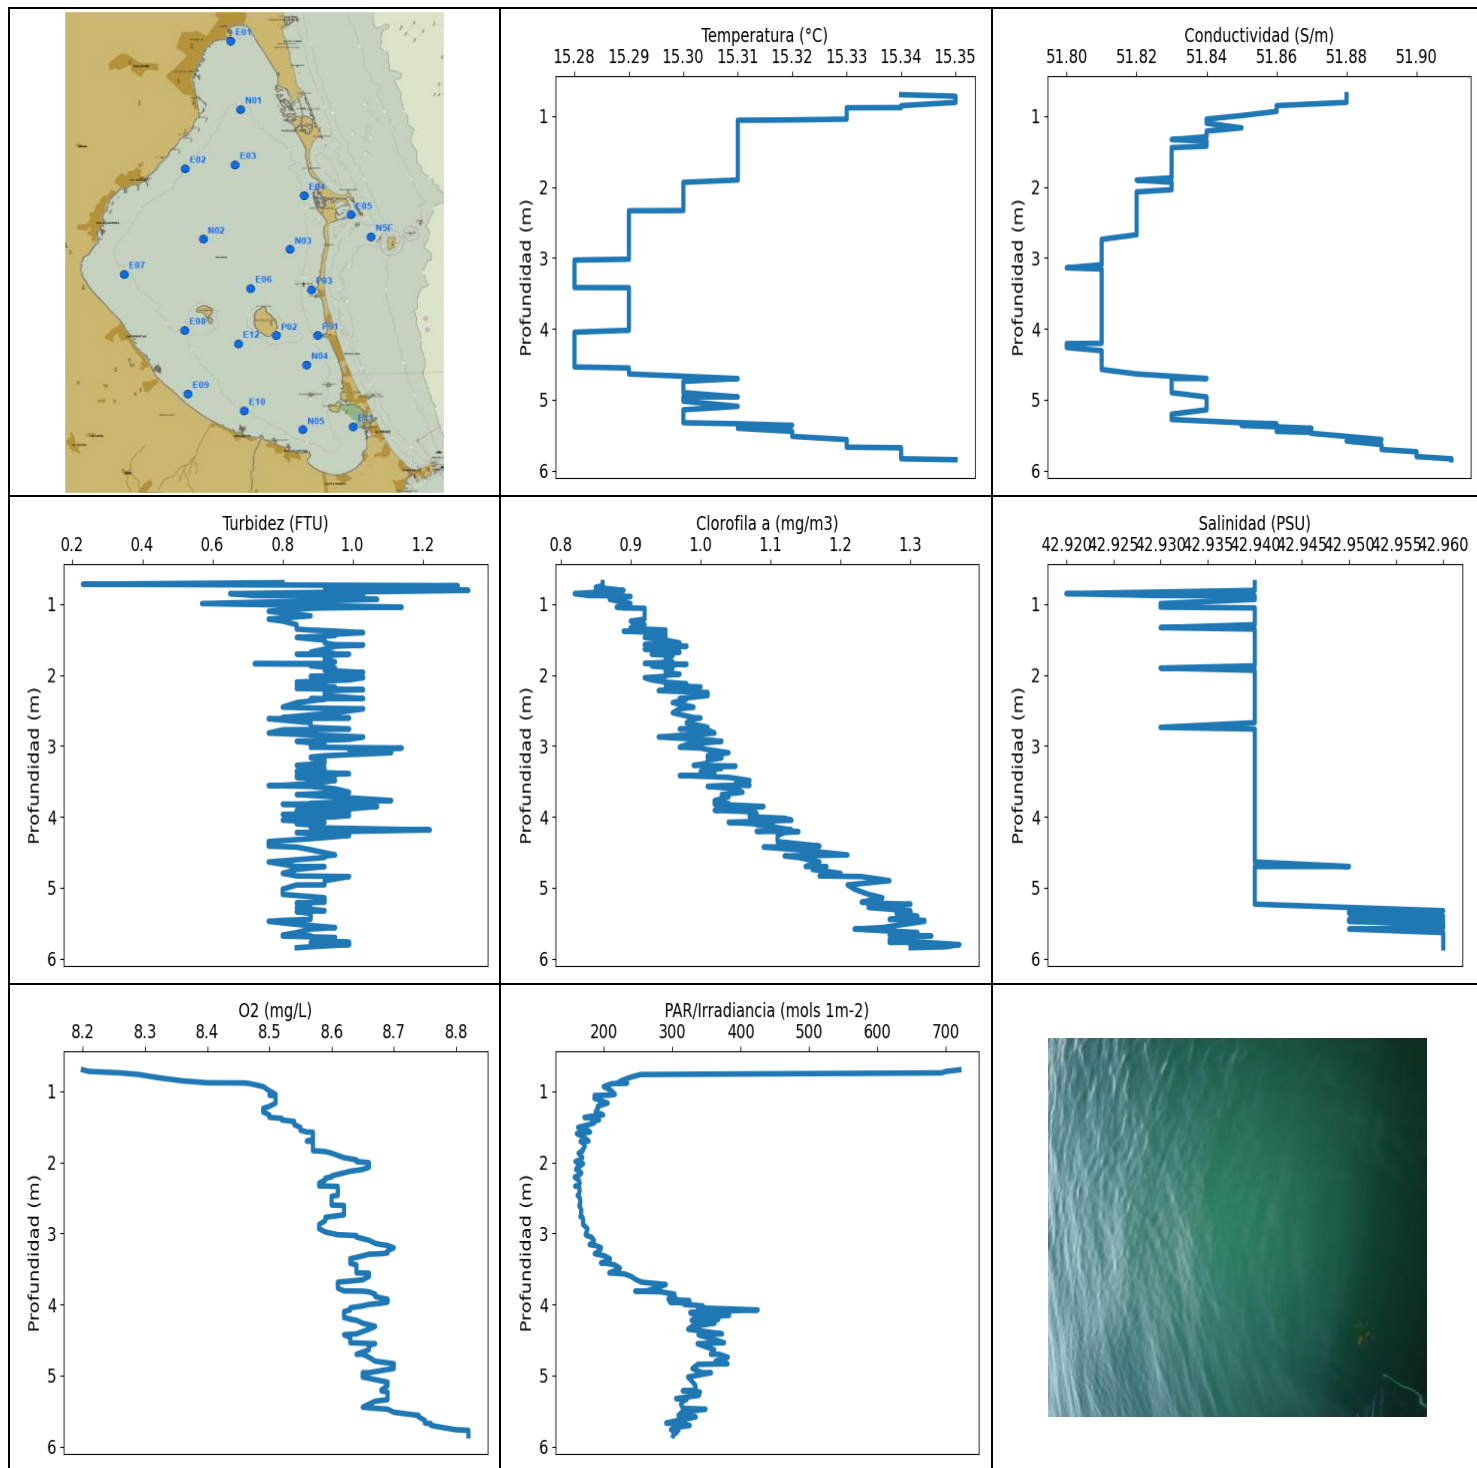 E01
N01
E02
E03
E04
E05
N5F
N02
N03
E07
E06
P03
E08
P02
P01
E12
N04
E09
E10
N05
E11
Temperatura (°C)
15.28 15.29 15.30 15.31 15.32 15.33 15.34 15.35
Profundidad (m)
1
2
3
4
5
6
Conductividad (S/m)
51.80 51.82 51.84 51.86 51.88 51.90
Profundidad (m)
1
2
3
4
5
6
Turbidez (FTU)
0.2 0.4 0.6 0.8 1.0 1.2
Profundidad (m)
1
2
3
4
5
6
Clorofila a (mg/m3)
0.8 0.9 1.0 1.1 1.2 1.3
Profundidad (m)
1
2
3
4
5
6
Salinidad (PSU)
42.920 42.925 42.930 42.935 42.940 42.945 42.950 42.955 42.960
Profundidad (m)
1
2
3
4
5
6
O2 (mg/L)
8.2 8.3 8.4 8.5 8.6 8.7 8.8
Profundidad (m)
1
2
3
4
5
6
PAR/Irradiancia (mols 1m-2)
200 300 400 500 600 700
Profundidad (m)
1
2
3
4
5
6